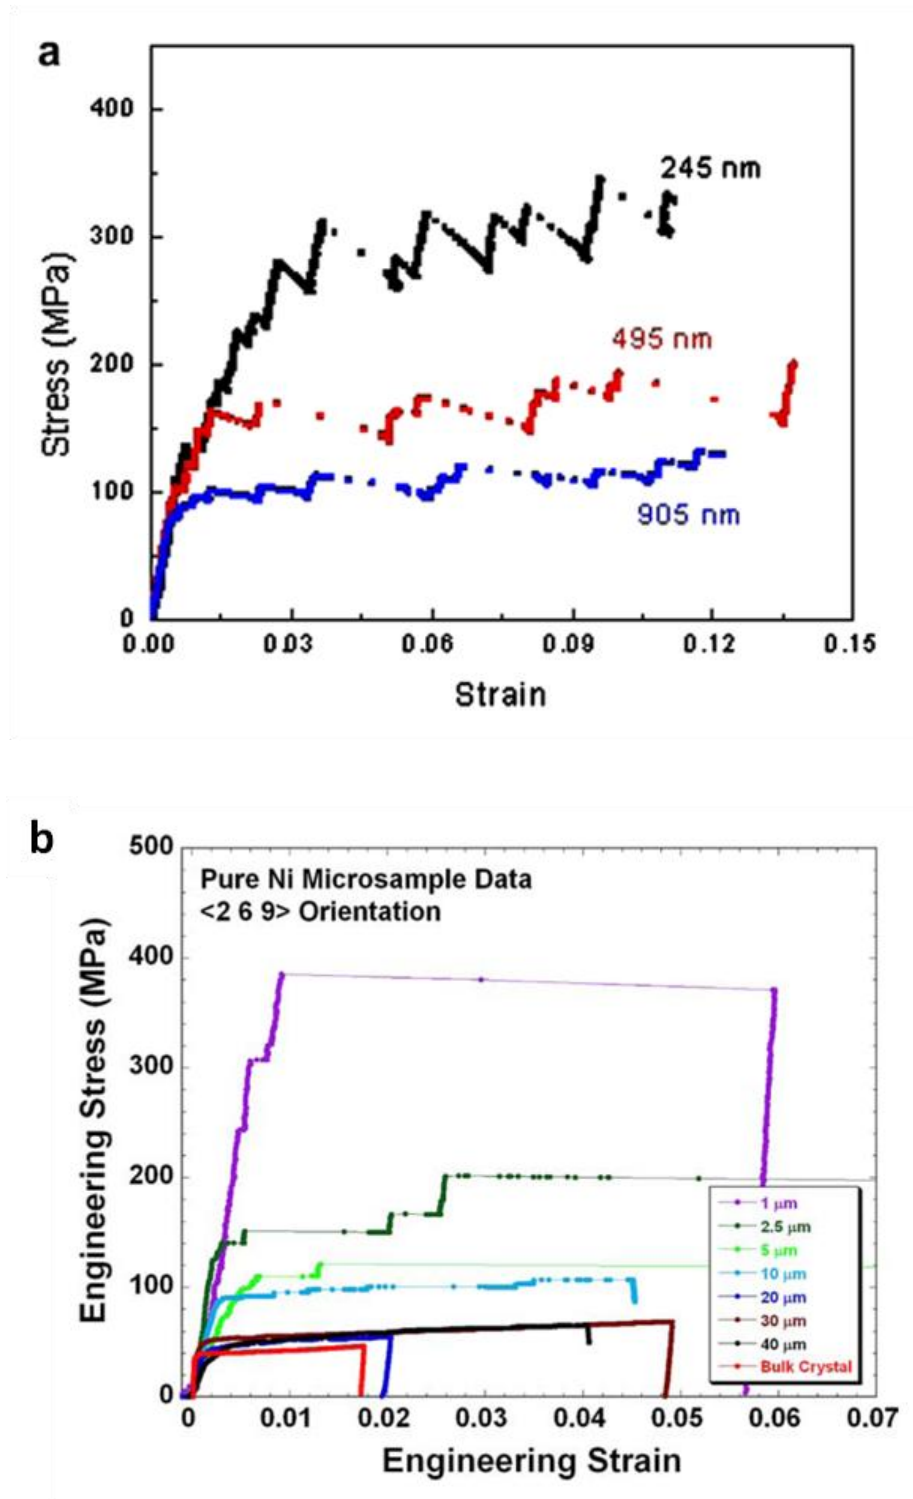 a
400
300
200
100
0
245 nm
495 nm
905 nm
Stress (MPa)
0.00 0.03 0.06 0.09 0.12 0.15
Strain
b
500
400
300
200
100
0
Pure Ni Microsample Data
<2 6 9> Orientation
Engineering Stress (MPa)
1 μm
2.5 μm
5 μm
10 μm
20 μm
30 μm
40 μm
Bulk Crystal
0 0.01 0.02 0.03 0.04 0.05 0.06 0.07
Engineering Strain